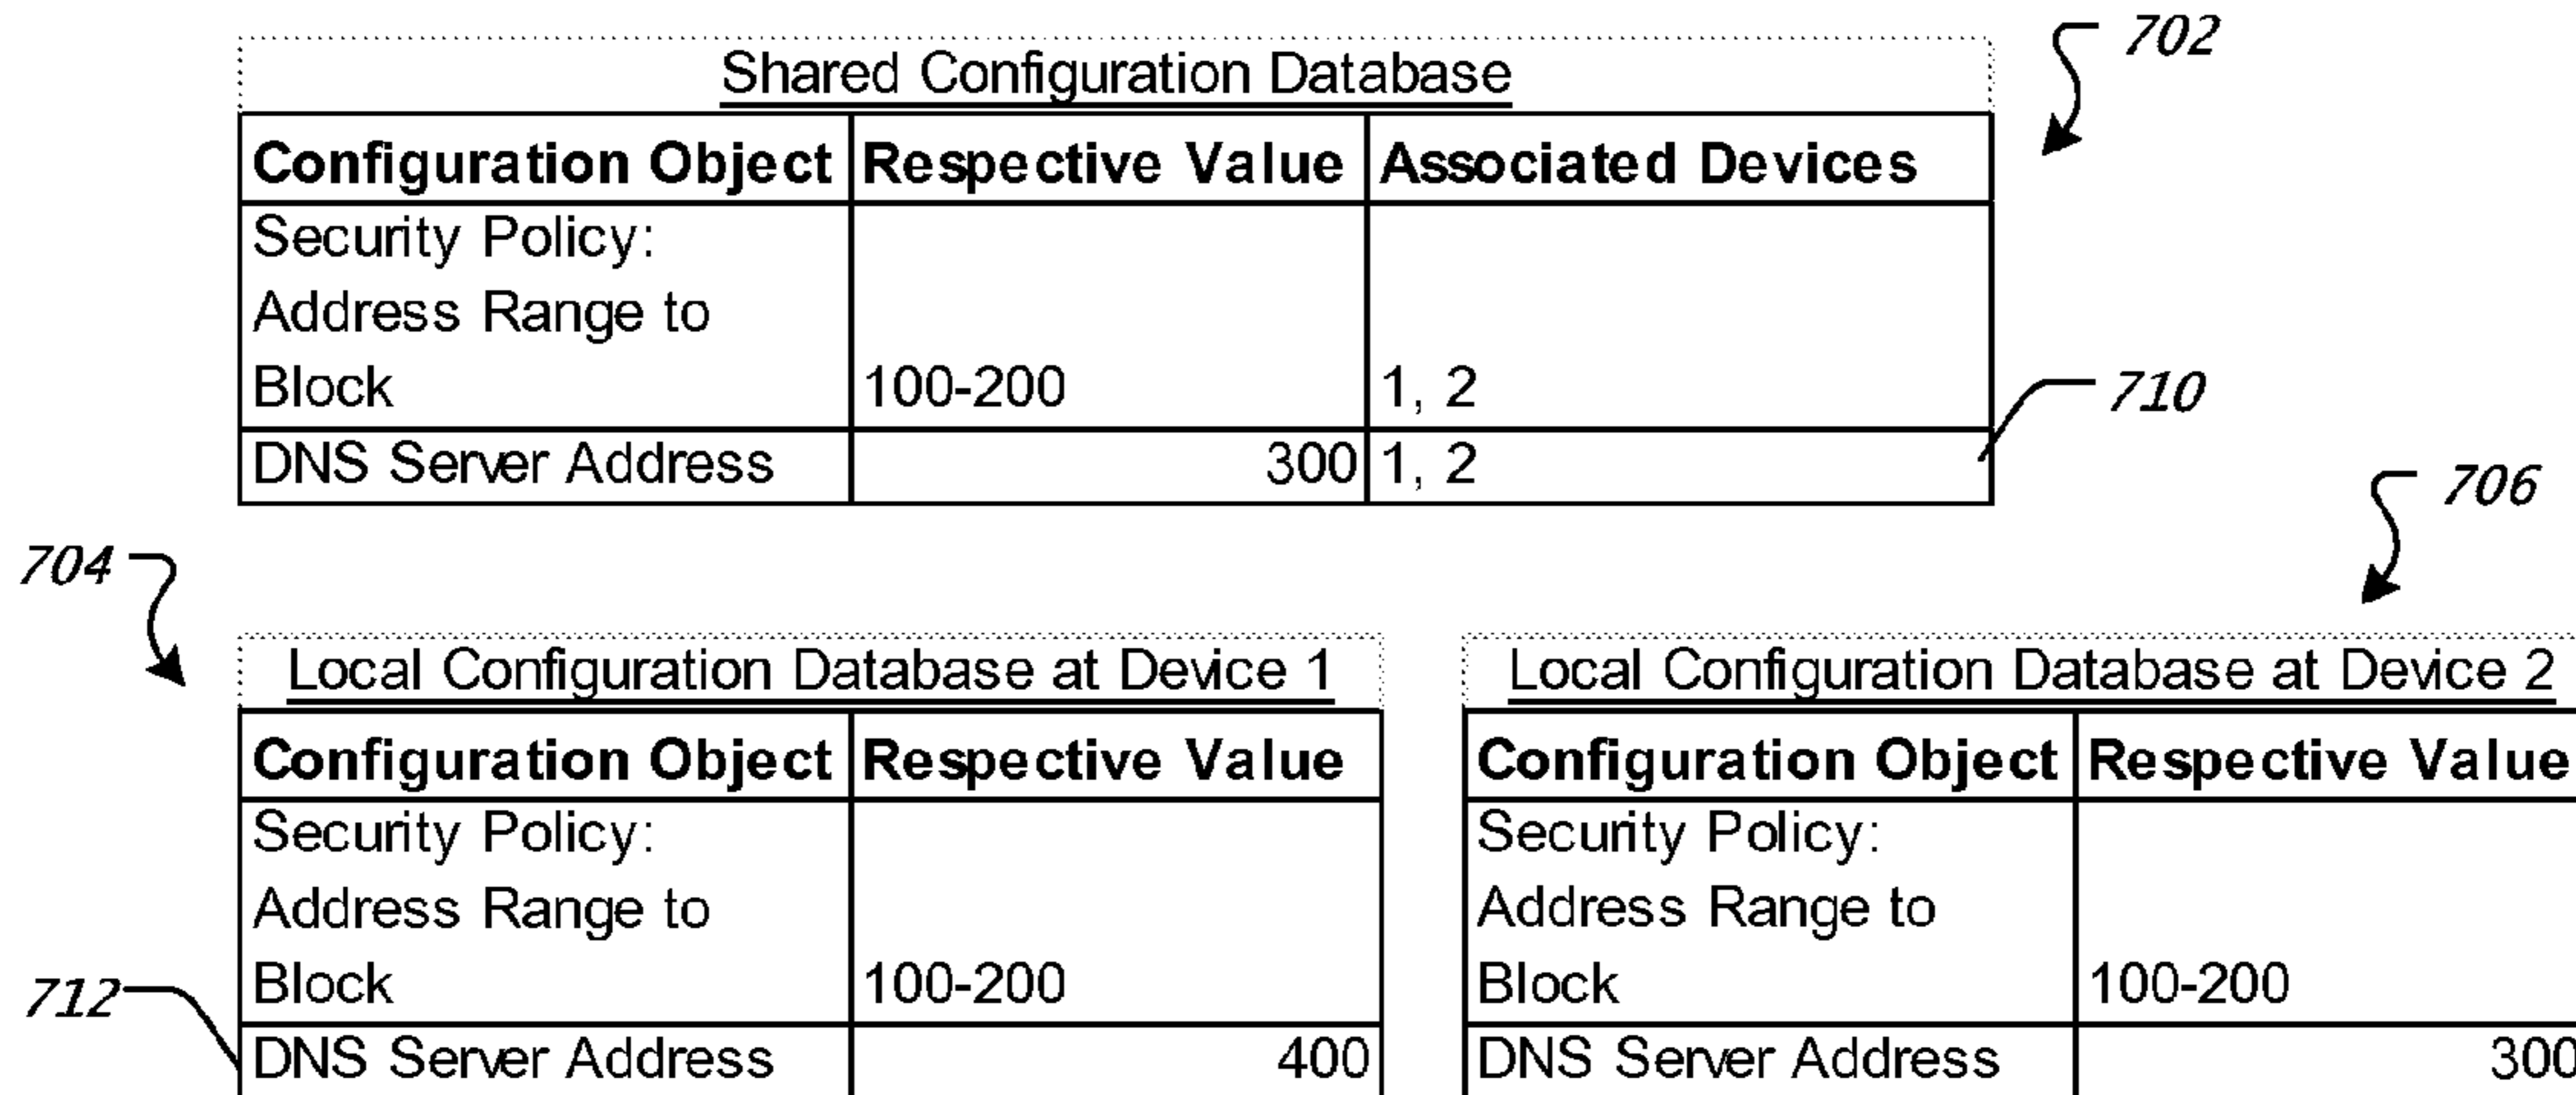 702
Shared Configuration Database
Configuration Object Respective Value Associated Devices
Security Policy:
Address Range to
Block 100-200 1, 2
710
DNS Server Address 300 1, 2
706
704
Local Configuration Database at Device 1
Configuration Object Respective Value
Security Policy:
Address Range to
Block 100-200
712
DNS Server Address 400
Local Configuration Database at Device 2
Configuration Object Respective Value
Security Policy:
Address Range to
Block 100-200
DNS Server Address 300